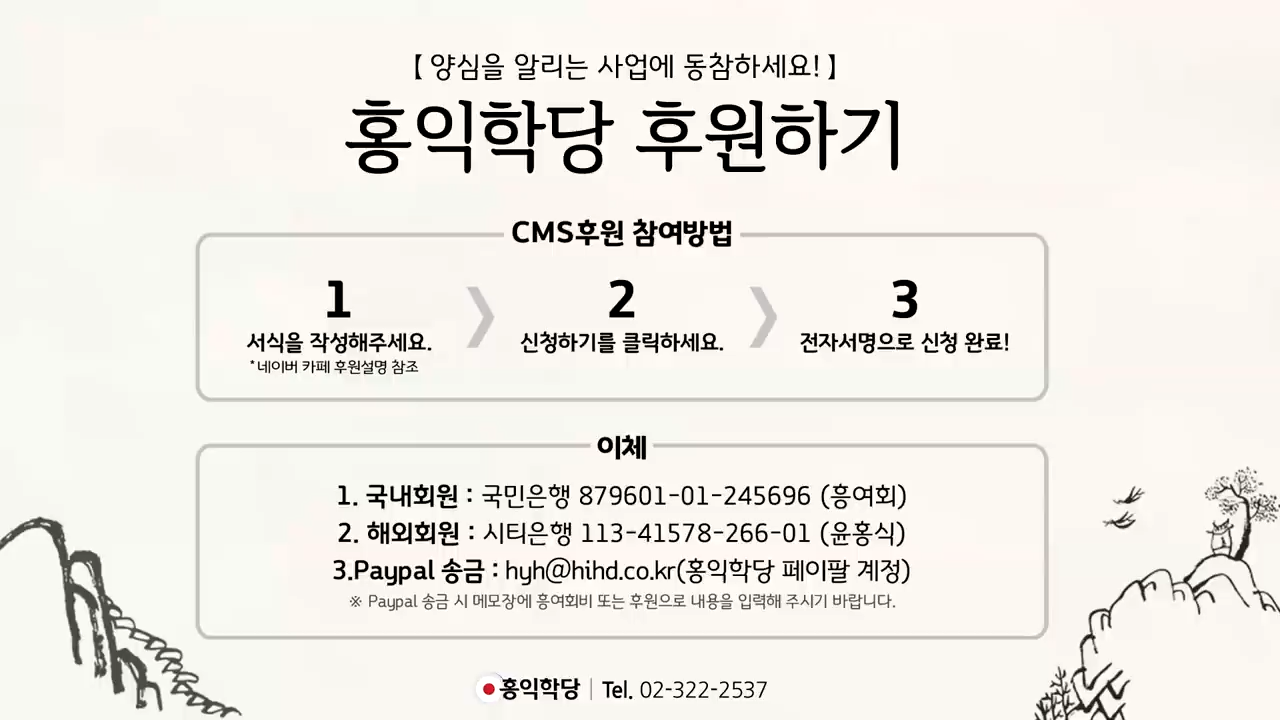 【 양심을 알리는 사업에 동참하세요! 】
홍익학당 후원하기
CMS후원 참여방법
1
서식을 작성해주세요.
*네이버 카페 후원설명 참조
2
신청하기를 클릭하세요.
3
전자서명으로 신청 완료!
이체
1. 국내회원 : 국민은행 879601-01-245696 (흥여회)
2. 해외회원 : 시티은행 113-41578-266-01 (윤홍식)
3.Paypal 송금 : hyh@hihd.co.kr(홍익학당 페이팔 계정)
※ Paypal 송금 시 메모장에 흥여회비 또는 후원으로 내용을 입력해 주시기 바랍니다.
홍익학당 | Tel. 02-322-2537